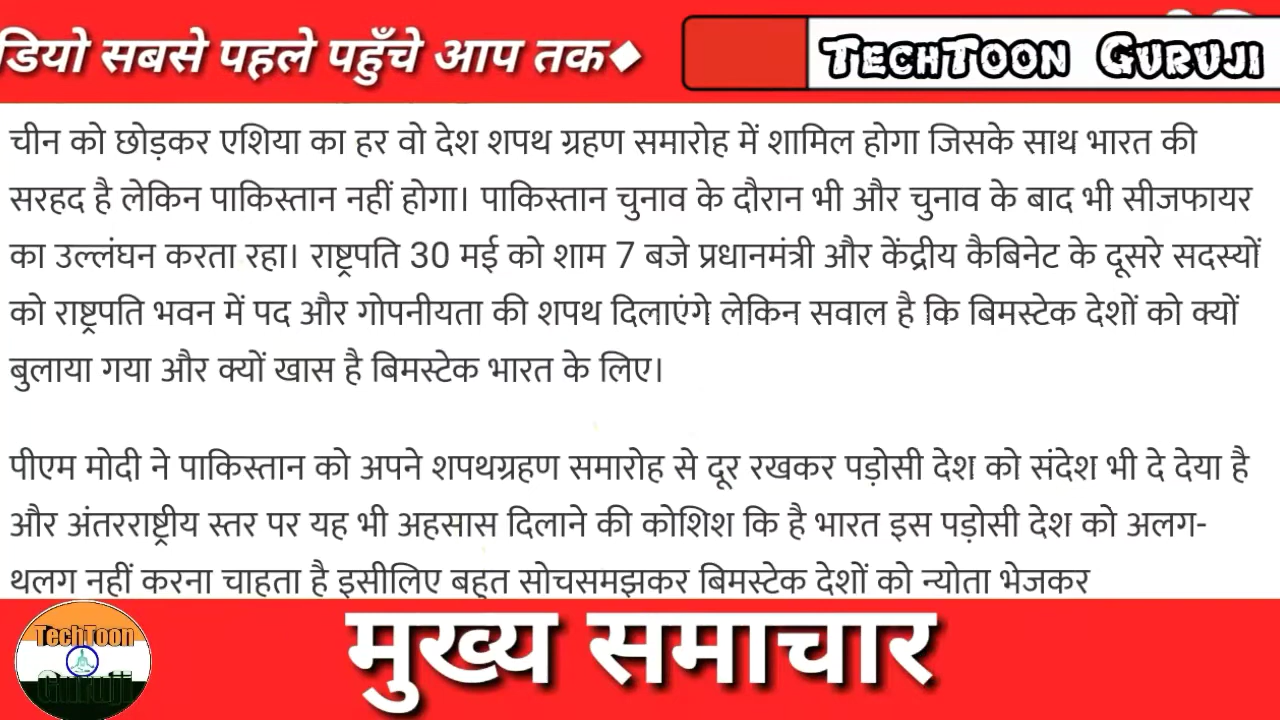 डियो सबसे पहले पहुँचे आप तक◆
TECHTOON GURUJI
चीन को छोड़कर एशिया का हर वो देश शपथ ग्रहण समारोह में शामिल होगा जिसके साथ भारत की
सरहद है लेकिन पाकिस्तान नहीं होगा। पाकिस्तान चुनाव के दौरान भी और चुनाव के बाद भी सीजफायर
का उल्लंघन करता रहा। राष्ट्रपति 30 मई को शाम 7 बजे प्रधानमंत्री और केंद्रीय कैबिनेट के दूसरे सदस्यों
को राष्ट्रपति भवन में पद और गोपनीयता की शपथ दिलाएंगे लेकिन सवाल है कि बिमस्टेक देशों को क्यों
बुलाया गया और क्यों खास है बिमस्टेक भारत के लिए।
पीएम मोदी ने पाकिस्तान को अपने शपथग्रहण समारोह से दूर रखकर पड़ोसी देश को संदेश भी दे देया है
और अंतरराष्ट्रीय स्तर पर यह भी अहसास दिलाने की कोशिश कि है भारत इस पड़ोसी देश को अलग-
थलग नहीं करना चाहता है इसीलिए बहुत सोचसमझकर बिमस्टेक देशों को न्योता भेजकर
TechToon
Guruji
मुख्य समाचार